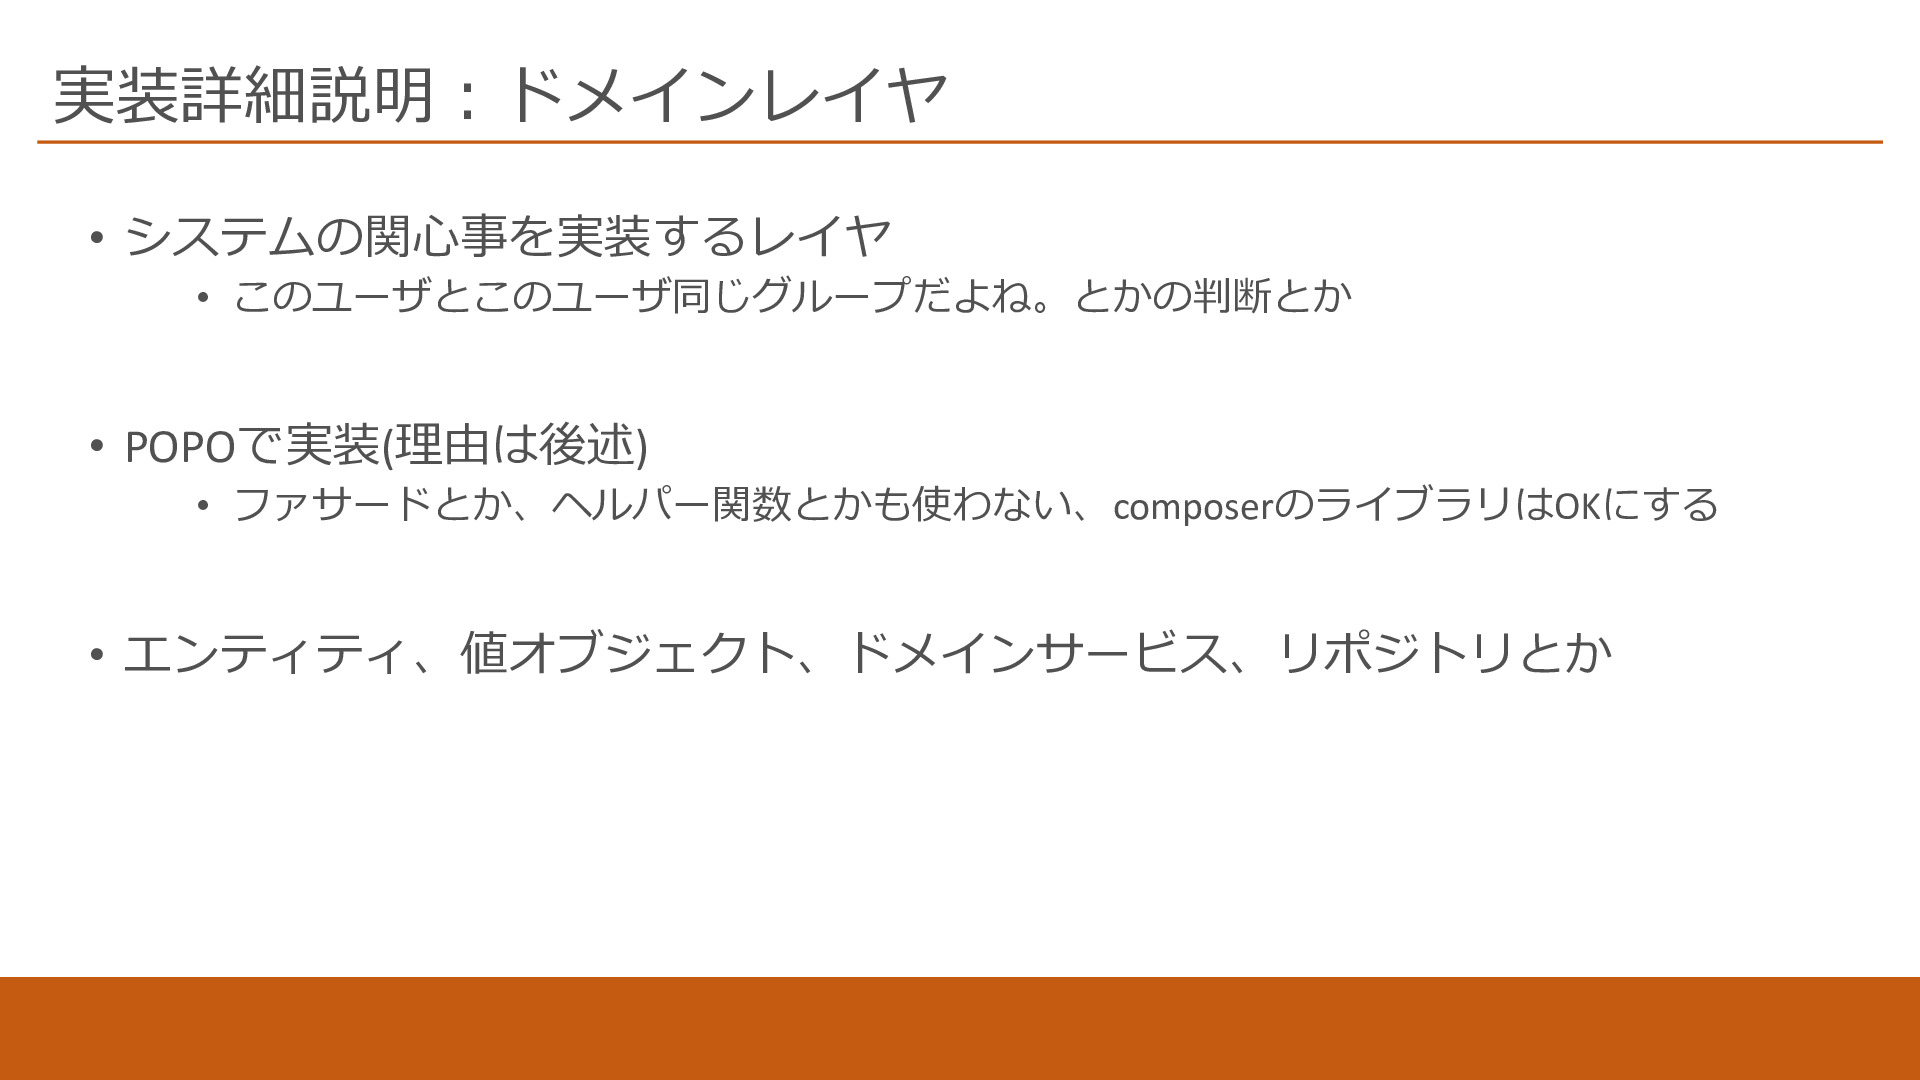 実装詳細説明：ドメインレイヤ
• システムの関心事を実装するレイヤ
• このユーザとこのユーザ同じグループだよね。とかの判断とか
• POPOで実装(理由は後述)
• ファサードとか、ヘルパー関数とかも使わない、composerのライブラリはOKにする
• エンティティ、値オブジェクト、ドメインサービス、リポジトリとか